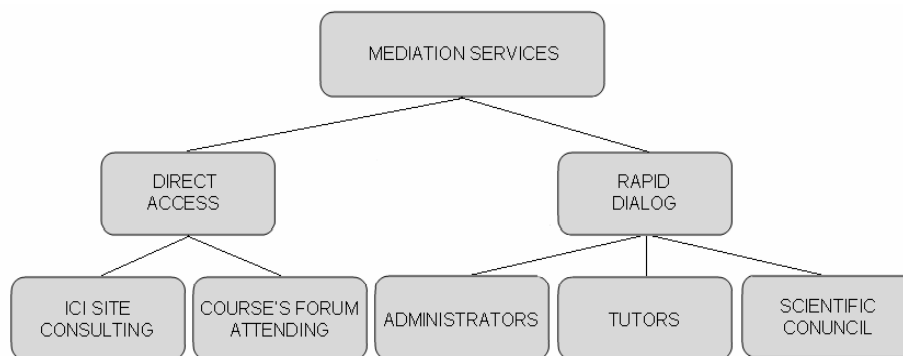 MEDIATION SERVICES
DIRECT
ACCESS
RAPID
DIALOG
ICI SITE
CONSULTING
COURSE'S FORUM
ATTENDING
ADMINISTRATORS
TUTORS
SCIENTIFIC
CONUNCIL